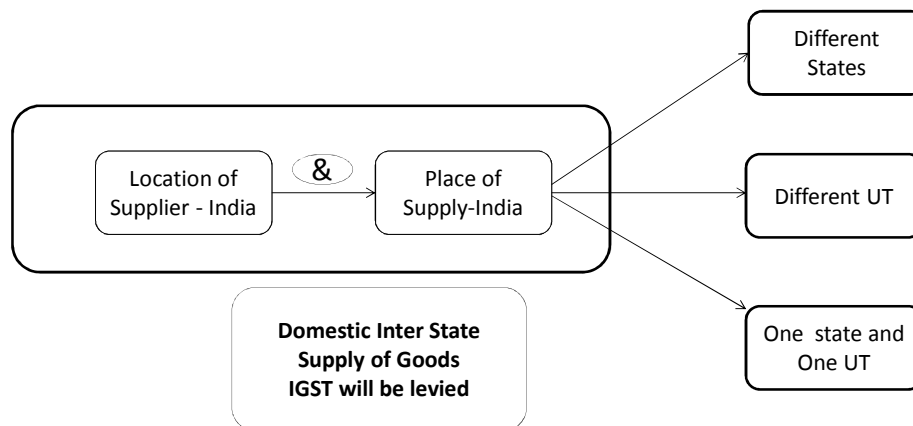 Different
States
Location of
Supplier - India
&
Place of
Supply-India
Different UT
One state and
One UT
Domestic Inter State
Supply of Goods
IGST will be levied